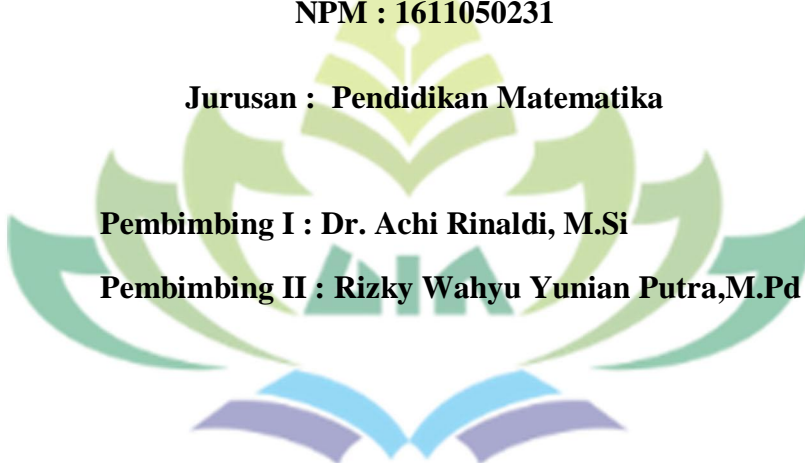 NPM : 1611050231
Jurusan : Pendidikan Matematika
Pembimbing I : Dr. Achi Rinaldi, M.Si
Pembimbing II : Rizky Wahyu Yunian Putra,M.Pd